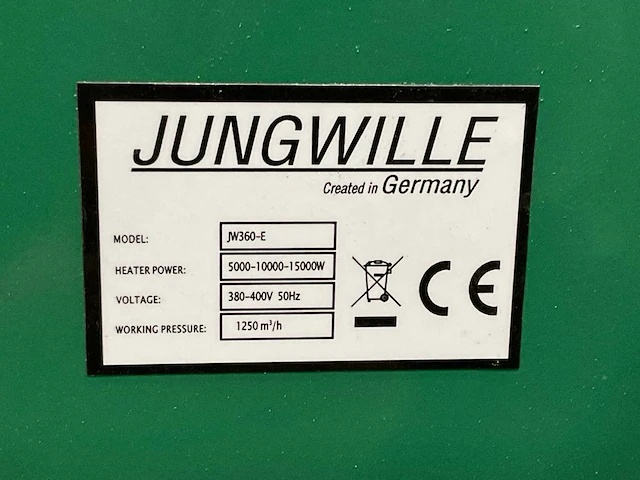 JUNGWILLE
Created in Germany
MODEL: JW360-E
HEATER POWER: 5000-10000-15000W
VOLTAGE: 380-400V 50Hz
WORKING PRESSURE: 1250 m³/h
CE